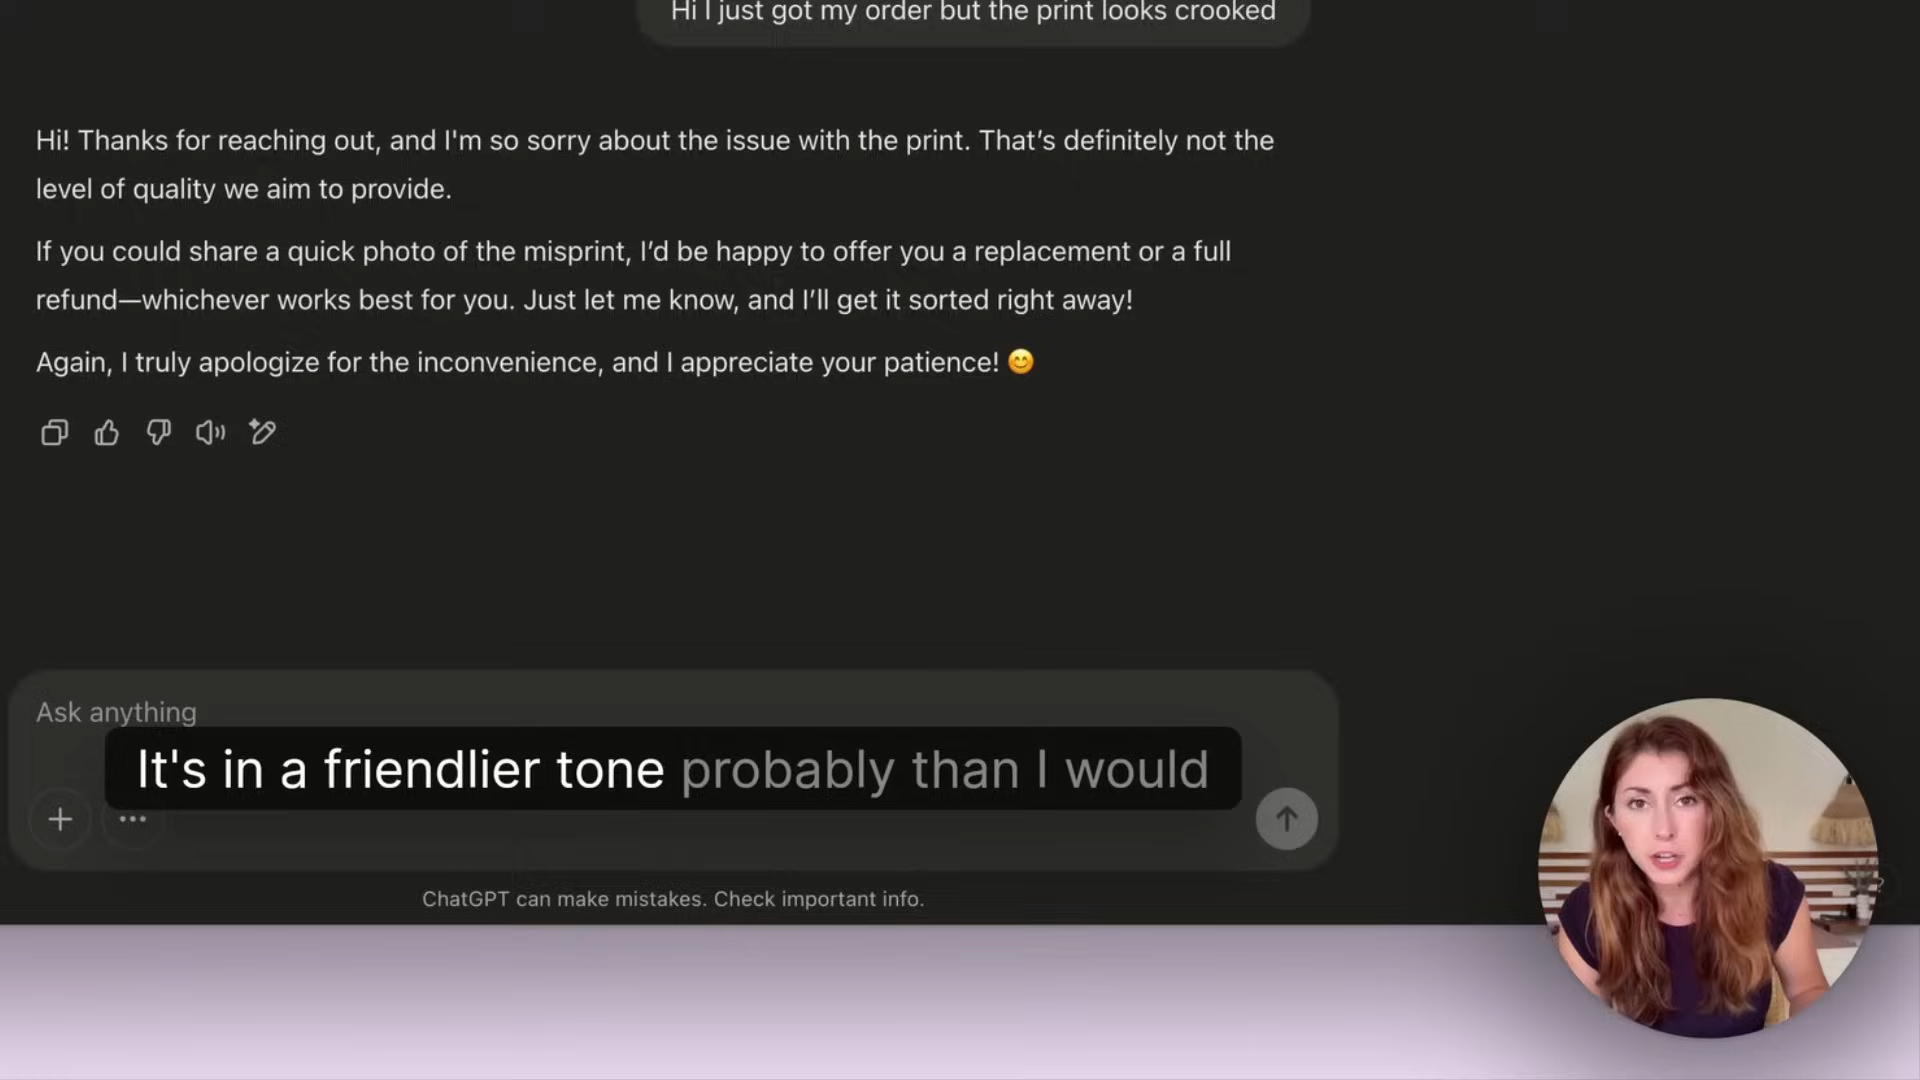 Hi I just got my order but the print looks crooked
Hi! Thanks for reaching out, and I'm so sorry about the issue with the print. That’s definitely not the
level of quality we aim to provide.
If you could share a quick photo of the misprint, I’d be happy to offer you a replacement or a full
refund—whichever works best for you. Just let me know, and I’ll get it sorted right away!
Again, I truly apologize for the inconvenience, and I appreciate your patience! 😊
Ask anything
It's in a friendlier tone probably than I would
ChatGPT can make mistakes. Check important info.
?